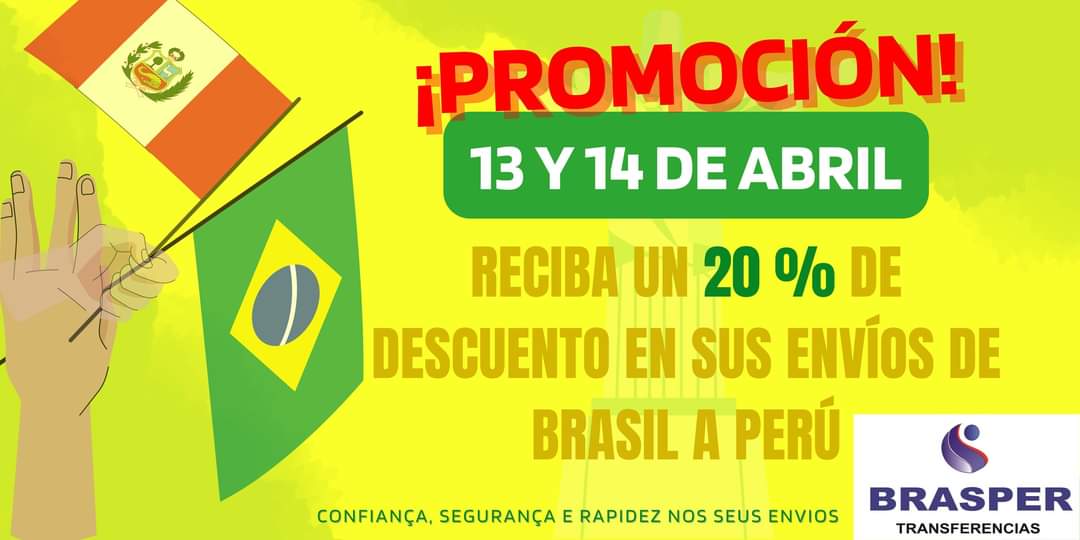 ¡PROMOCIÓN!
13 Y 14 DE ABRIL
RECIBA UN 20 % DE
DESCUENTO EN SUS ENVÍOS DE
BRASIL A PERÚ
CONFIANÇA, SEGURANÇA E RAPIDEZ NOS SEUS ENVIOS
BRASPER
TRANSFERENCIAS